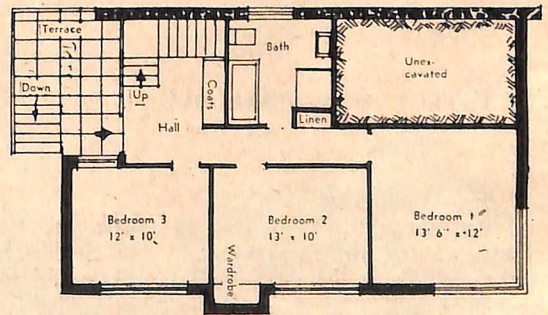 Terrace
Bath
Unex-
cavated
Down
Up
Coats
Linen
Hall
Bedroom 3
12' x 10'
Bedroom 2
13' x 10'
Bedroom 1
13' 6" x 12'
Wardrobe